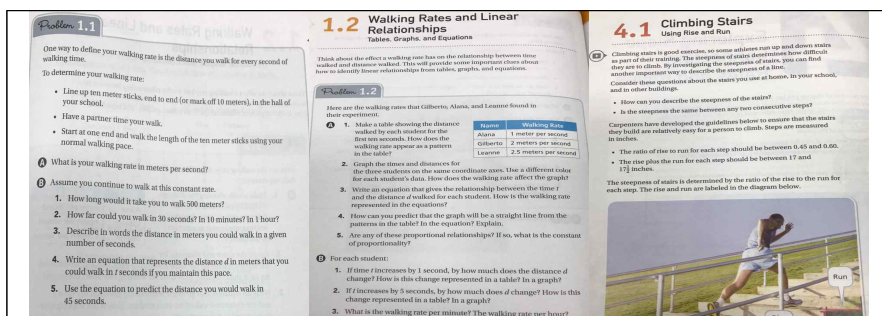 Problem 1.1
One way to define your walking rate is the distance you walk for every second of
walking time.
To determine your walking rate:
• Line up ten meter sticks, end to end (or mark off 10 meters), in the hall of
your school.
• Have a partner time your walk.
• Start at one end and walk the length of the ten meter sticks using your
normal walking pace.
A What is your walking rate in meters per second?
B Assume you continue to walk at this constant rate.
1. How long would it take you to walk 500 meters?
2. How far could you walk in 30 seconds? In 10 minutes? In 1 hour?
3. Describe in words the distance in meters you could walk in a given
number of seconds.
4. Write an equation that represents the distance d in meters that you
could walk in t seconds if you maintain this pace.
5. Use the equation to predict the distance you would walk in
45 seconds.
1.2 Walking Rates and Linear
Relationships
Tables, Graphs, and Equations
Think about the effect a walking rate has on the relationship between time
walked and distance walked. This will provide some important clues about
how to identify linear relationships from tables, graphs, and equations.
Problem 1.2
Here are the walking rates that Gilberto, Alana, and Leanne found in
their experiment.
A 1. Make a table showing the distance
walked by each student for the
first ten seconds. How does the
walking rate appear as a pattern
in the table?
Name Walking Rate
Alana 1 meter per second
Gilberto 2 meters per second
Leanne 2.5 meters per second
2. Graph the times and distances for
the three students on the same coordinate axes. Use a different color
for each student's data. How does the walking rate affect the graph?
3. Write an equation that gives the relationship between the time t
and the distance d walked for each student. How is the walking rate
represented in the equations?
4. How can you predict that the graph will be a straight line from the
patterns in the table? In the equation? Explain.
5. Are any of these proportional relationships? If so, what is the constant
of proportionality?
B For each student:
1. If time t increases by 1 second, by how much does the distance d
change? How is this change represented in a table? In a graph?
2. If t increases by 5 seconds, by how much does d change? How is this
change represented in a table? In a graph?
3. What is the walking rate per minute? The walking rate per hour?
4.1 Climbing Stairs
Using Rise and Run
Climbing stairs is good exercise, so some athletes run up and down stairs
as part of their training. The steepness of stairs determines how difficult
they are to climb. By investigating the steepness of stairs, you can find
another important way to describe the steepness of a line.
Consider these questions about the stairs you use at home, in your school,
and in other buildings.
• How can you describe the steepness of the stairs?
• Is the steepness the same between any two consecutive steps?
Carpenters have developed the guidelines below to ensure that the stairs
they build are relatively easy for a person to climb. Steps are measured
in inches.
• The ratio of rise to run for each step should be between 0.45 and 0.60.
• The rise plus the run for each step should be between 17 and
17½ inches.
The steepness of stairs is determined by the ratio of the rise to the run for
each step. The rise and run are labeled in the diagram below.
Run